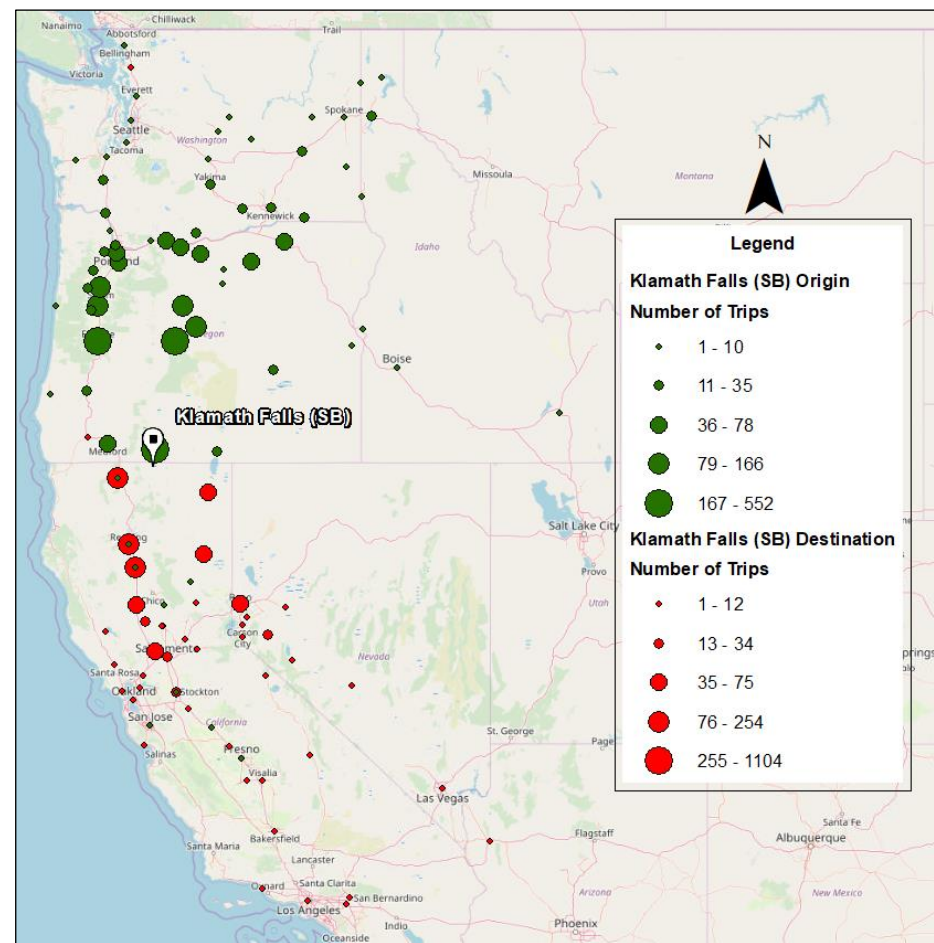 Nanaimo
Chilliwack
Abbotsford
Trail
Bellingham
Victoria
Everett
Spokane
Seattle
Washington
Tacoma
Missoula
Yakima
Montana
Kennewick
Idaho
N
Boise
Klamath Falls (SB)
Medford
Salt Lake City
Provo
Chico
Utah
Carson
City
Nevada
Santa Rosa
Oakland
Stockton
San Jose
California
St. George
Page
Salinas
Fresno
Visalia
Las Vegas
Santa Fe
Bakersfield
Flagstaff
Albuquerque
Santa Maria
Lancaster
Santa Clarita
San Bernardino
Arizona
New Mexico
Los Angeles
Indio
Phoenix
Oceanside
Legend
Klamath Falls (SB) Origin
Number of Trips
1 - 10
11 - 35
36 - 78
79 - 166
167 - 552
Klamath Falls (SB) Destination
Number of Trips
1 - 12
13 - 34
35 - 75
76 - 254
255 - 1104